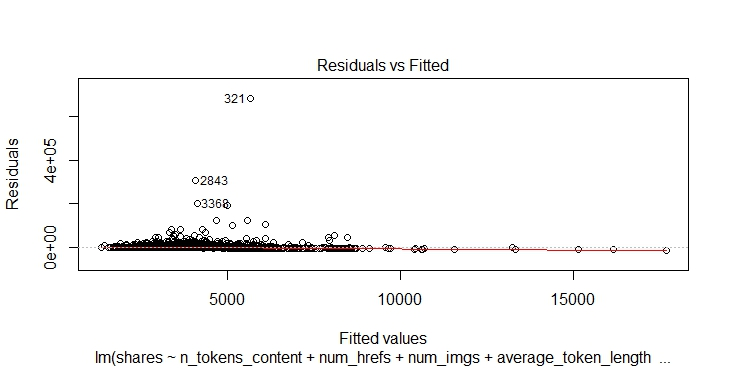 Residuals vs Fitted
Residuals
4e+05
0e+00
321
2843
3368
5000 10000 15000
Fitted values
lm(shares ~ n_tokens_content + num_hrefs + num_imgs + average_token_length ...